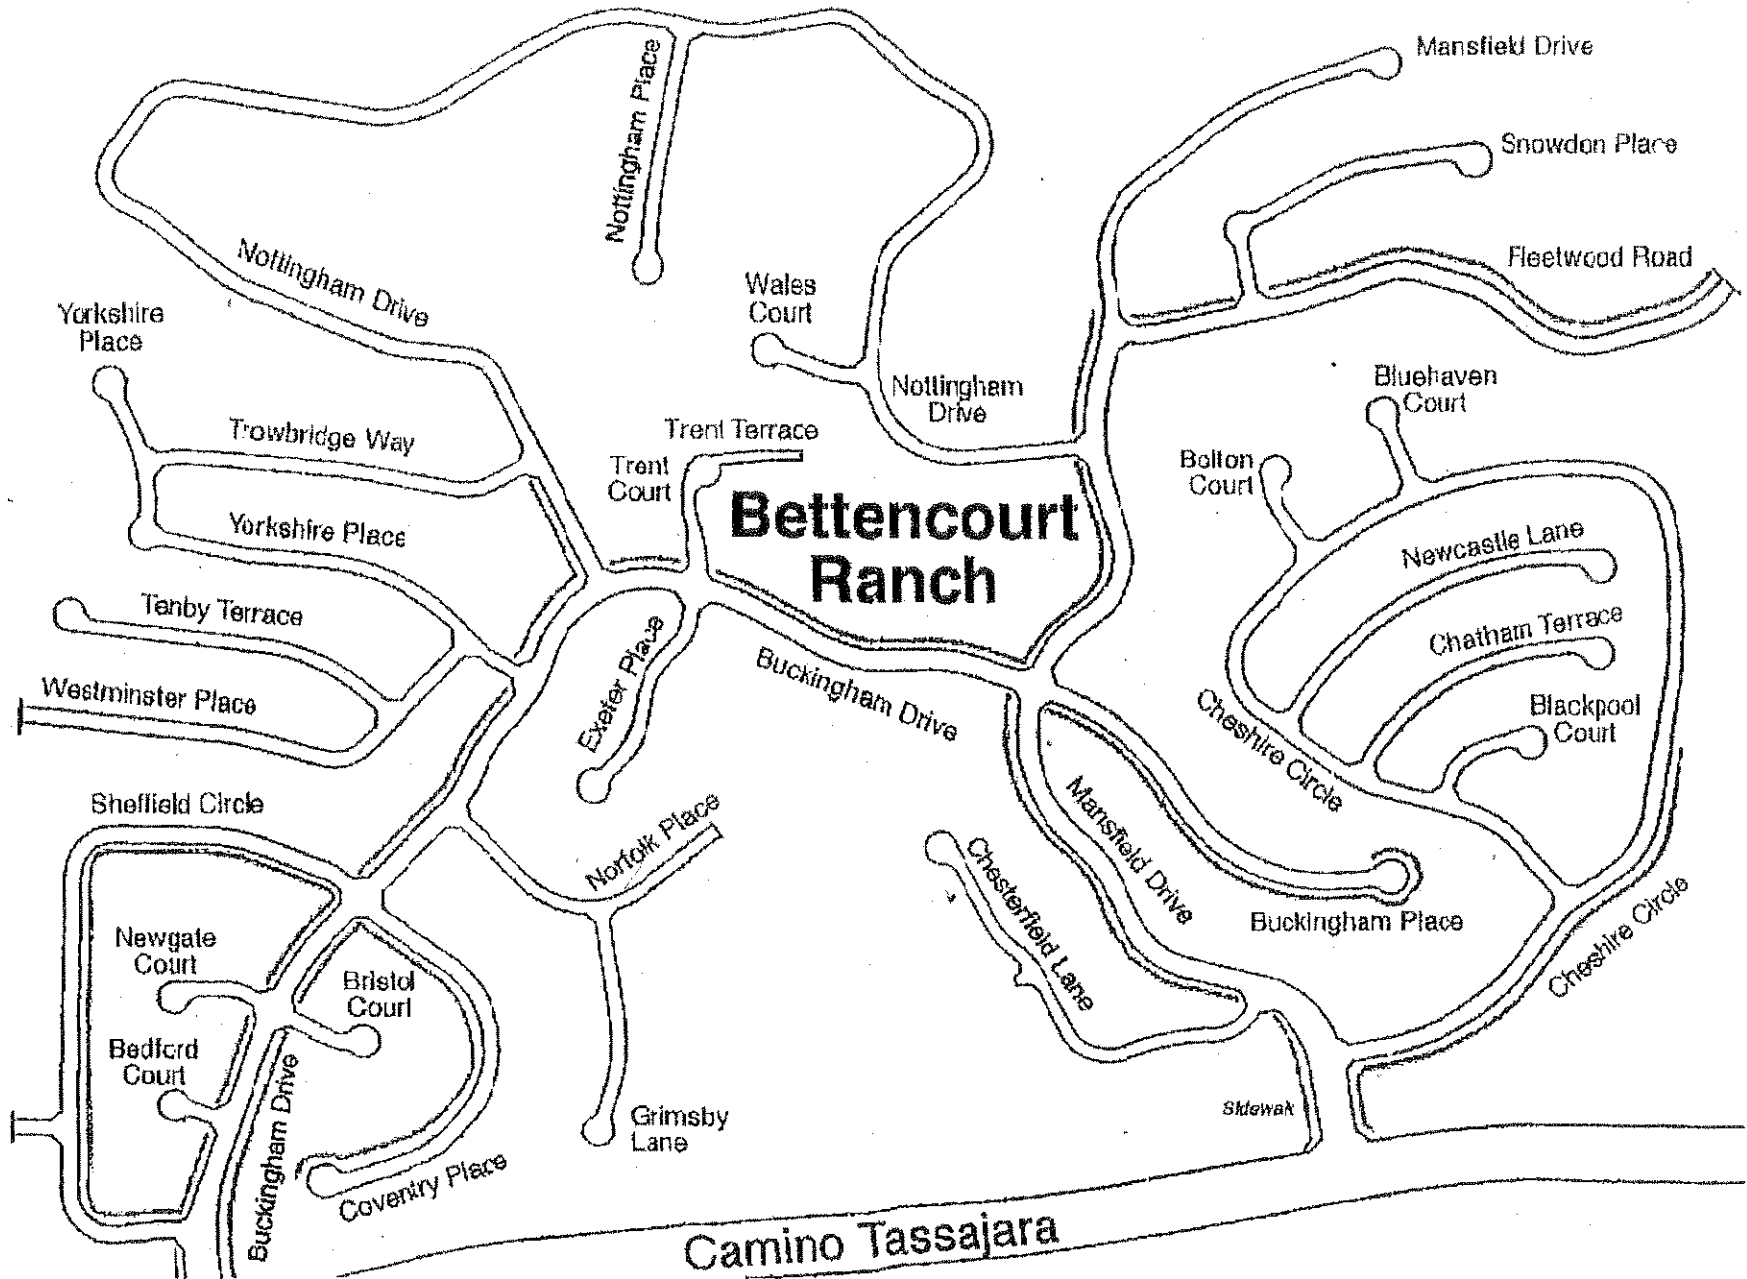 Mansfield Drive
Snowdon Place
Nottingham Place
Fleetwood Road
Nottingham Drive
Wales
Court
Yorkshire
Place
Bluehaven
Court
Nottingham
Drive
Trowbridge Way
Trent Terrace
Trent
Court
Bolton
Court
Bettencourt
Ranch
Yorkshire Place
Newcastle Lane
Tenby Terrace
Chatham Terrace
Exeter Place
Westminster Place
Buckingham Drive
Cheshire Circle
Blackpool
Court
Sheffield Circle
Norfolk Place
Mansfield Drive
Chesterfield Lane
Buckingham Place
Cheshire Circle
Newgate
Court
Bristol
Court
Bedford
Court
Buckingham Drive
Sidewalk
Grimsby
Lane
Coventry Place
Camino Tassajara